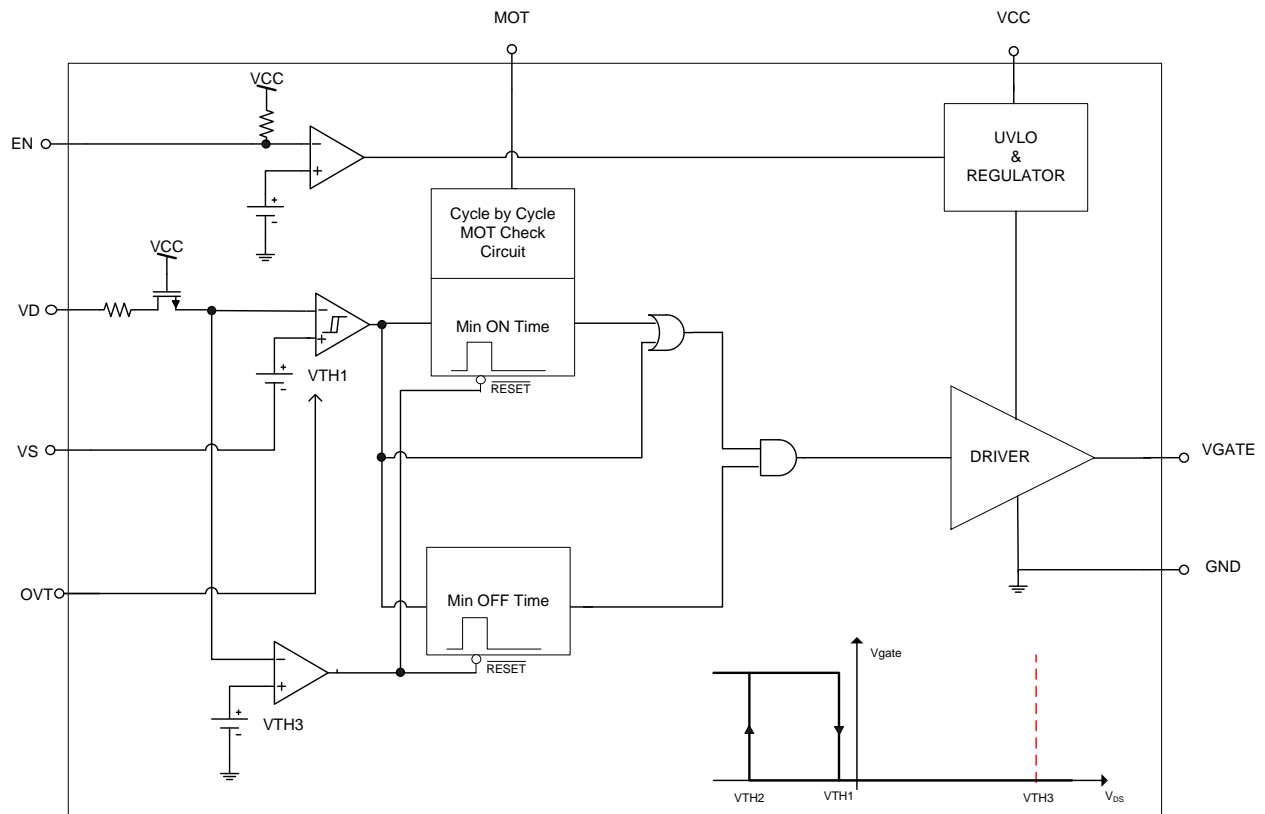 MOT
VCC
VCC
EN
−
+
+
-
UVLO
&
REGULATOR
Cycle by Cycle
MOT Check
Circuit
VCC
VD
−
+
+
-
VTH1
Min ON Time
RESET
VS
DRIVER
VGATE
OVT
GND
Min OFF Time
RESET
−
+
+
-
VTH3
Vgate
VTH2
VTH1
VTH3
VDS